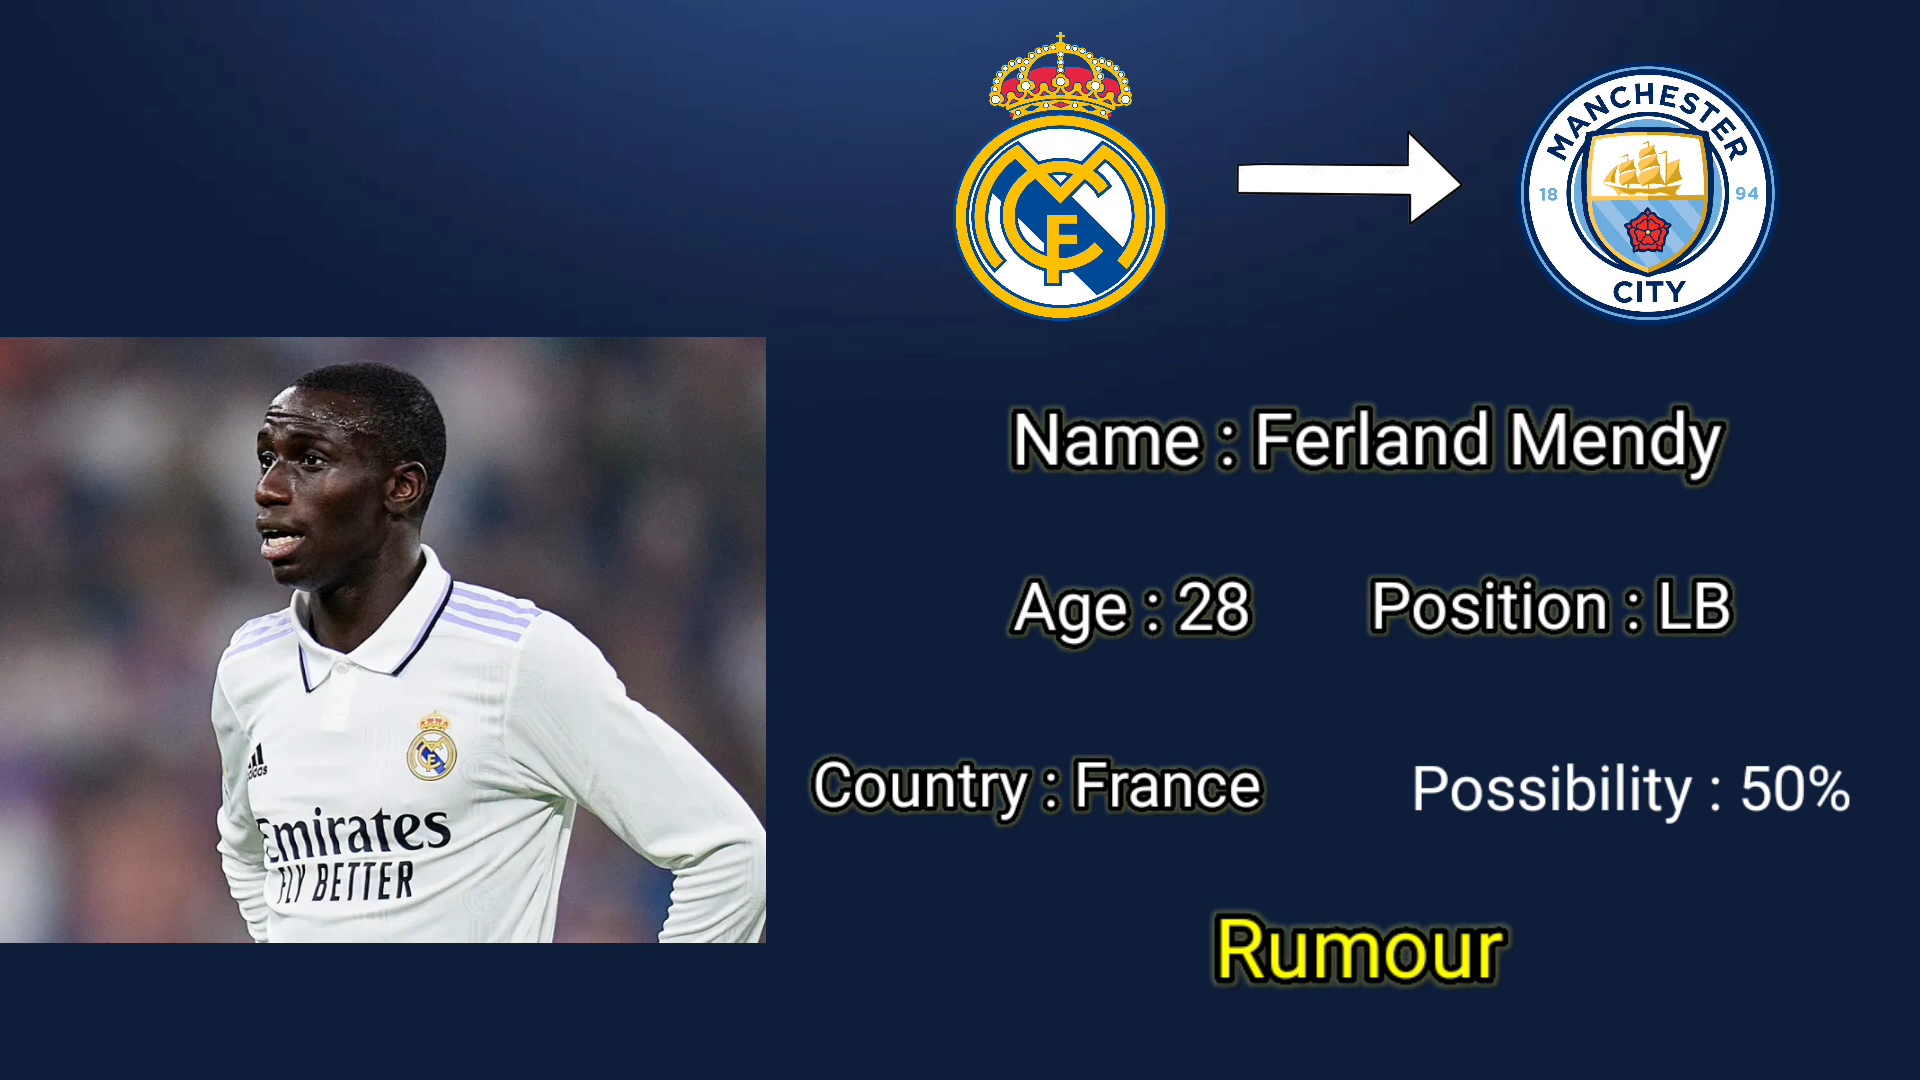 MANCHESTER
18 94
CITY
Name : Ferland Mendy
Age : 28 Position : LB
adidas
Country : France Possibility : 50%
Emirates
FLY BETTER
Rumour